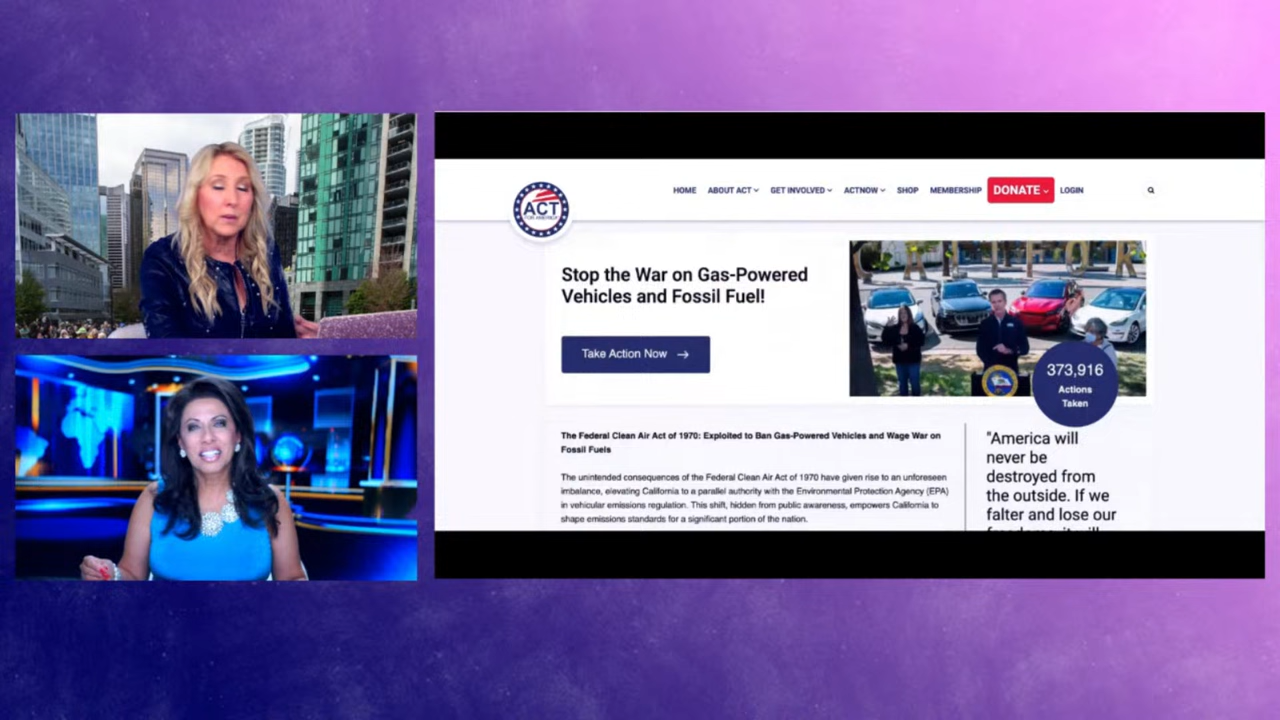 ACT
FOR AMERICA
HOME
ABOUT ACT
GET INVOLVED
ACTNOW
SHOP
MEMBERSHIP
DONATE
LOGIN
Stop the War on Gas-Powered
Vehicles and Fossil Fuel!
Take Action Now
373,916
Actions
Taken
The Federal Clean Air Act of 1970: Exploited to Ban Gas-Powered Vehicles and Wage War on
Fossil Fuels
The unintended consequences of the Federal Clean Air Act of 1970 have given rise to an unforeseen
imbalance, elevating California to a parallel authority with the Environmental Protection Agency (EPA)
in vehicular emissions regulation. This shift, hidden from public awareness, empowers California to
shape emissions standards for a significant portion of the nation.
"America will
never be
destroyed from
the outside. If we
falter and lose our